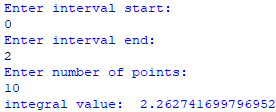 Enter interval start:
0
Enter interval end:
2
Enter number of points:
10
integral value:  2.262741699796952